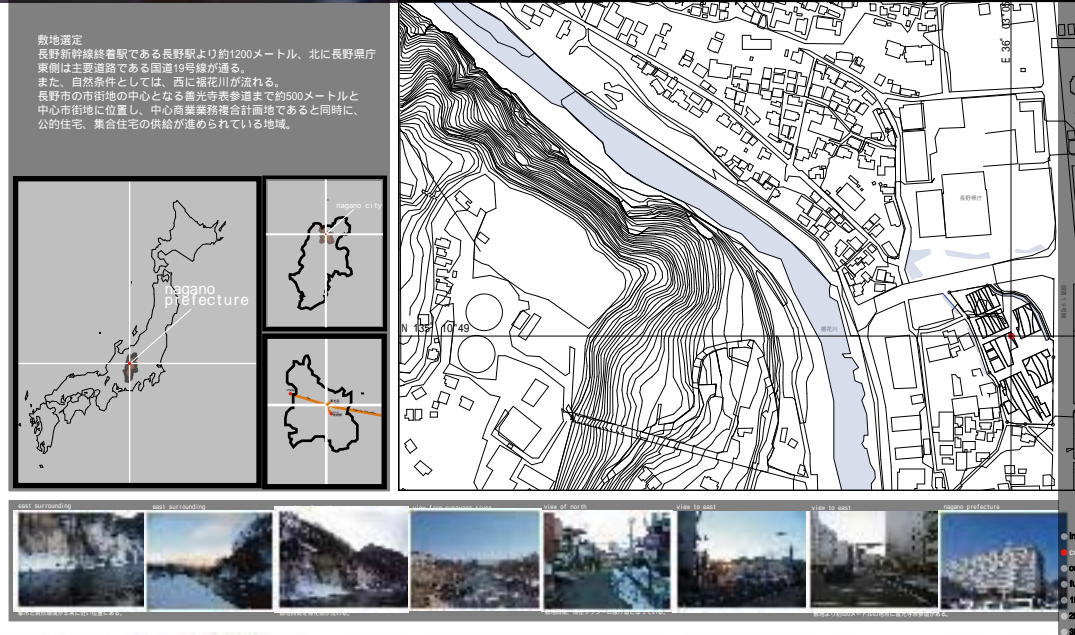 敷地選定
長野新幹線終着駅である長野駅より約1200メートル、北に長野県庁
東側は主要道路である国道19号線が通る。
また、自然条件としては、西に裾花川が流れる。
長野市の市街地の中心となる善光寺表参道まで約500メートルと
中心市街地に位置し、中心商業業務複合計画地であると同時に、
公的住宅、集合住宅の供給が進められている地域。
nagano city
nagano
prefecture
E 36° 03'05
長野県庁
N 135° 10'49
裾花川
east surrounding
east surrounding
view of north
view to east
view to east
nagano prefecture